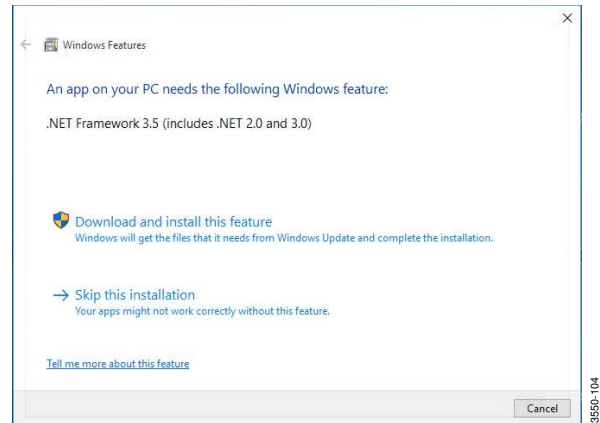 Windows Features
An app on your PC needs the following Windows feature:
.NET Framework 3.5 (includes .NET 2.0 and 3.0)
Download and install this feature
Windows will get the files that it needs from Windows Update and complete the installation.
Skip this installation
Your apps might not work correctly without this feature.
Tell me more about this feature
Cancel
3550-104